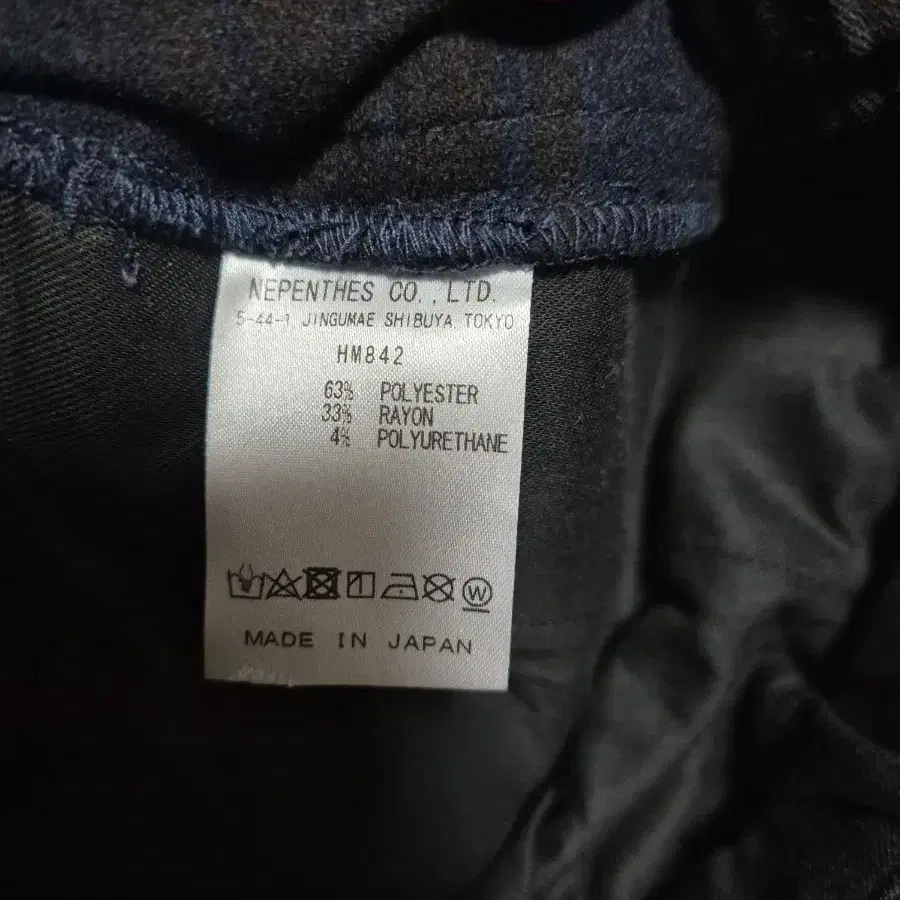 NEPENTHES CO., LTD.
5-44-1 JINGUMAE SHIBUYA TOKYO
HM842
63% POLYESTER
33% RAYON
4% POLYURETHANE
W
MADE IN JAPAN